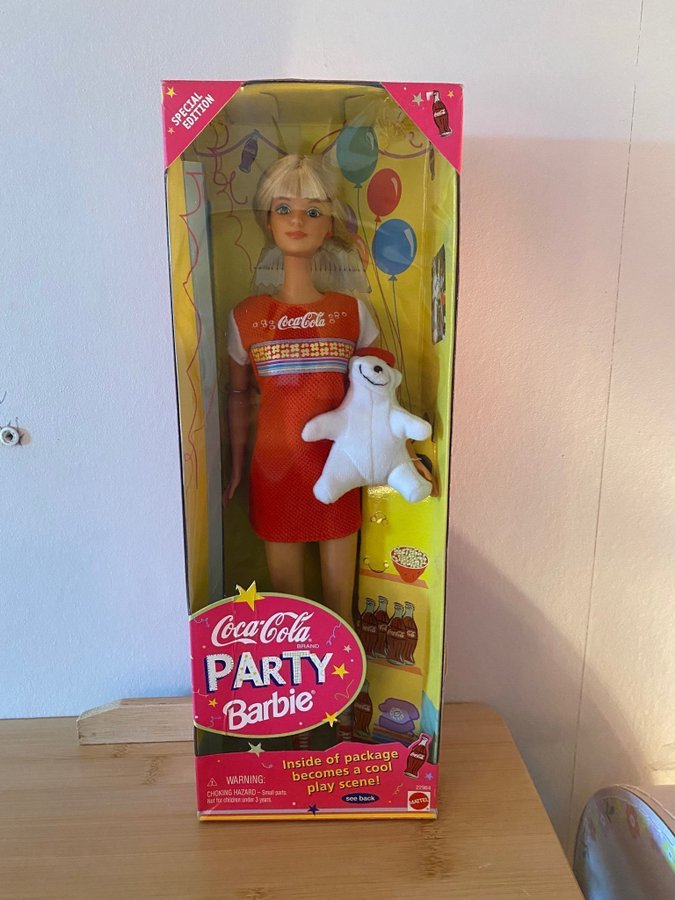 SPECIAL
EDITION
Coca-Cola
Coca-Cola
BRAND
PARTY
Barbie
Inside of package
becomes a cool
play scene!
see back
WARNING:
CHOKING HAZARD – Small parts.
Not for children under 3 years.
22964
MATTEL